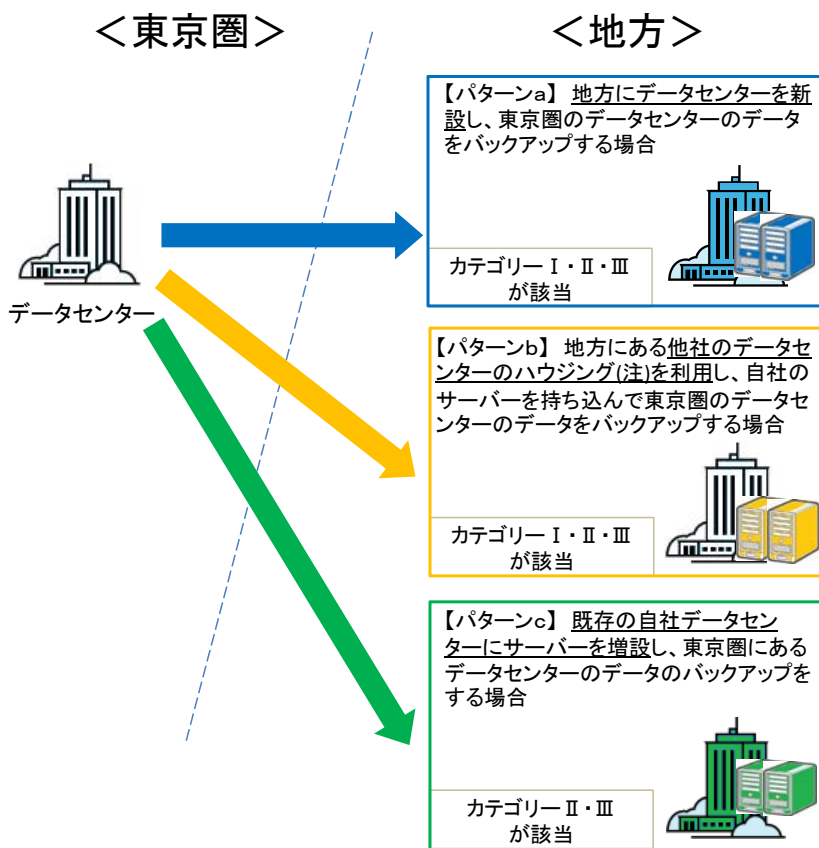 ＜東京圏＞
＜地方＞
データセンター
【パターンa】 地方にデータセンターを新
設し、東京圏のデータセンターのデータ
をバックアップする場合
カテゴリーⅠ・Ⅱ・Ⅲ
が該当
【パターンb】 地方にある他社のデータセ
ンターのハウジング(注)を利用し、自社の
サーバーを持ち込んで東京圏のデータセ
ンターのデータをバックアップする場合
カテゴリーⅠ・Ⅱ・Ⅲ
が該当
【パターンc】 既存の自社データセン
ターにサーバーを増設し、東京圏にある
データセンターのデータのバックアップを
する場合
カテゴリーⅡ・Ⅲ
が該当